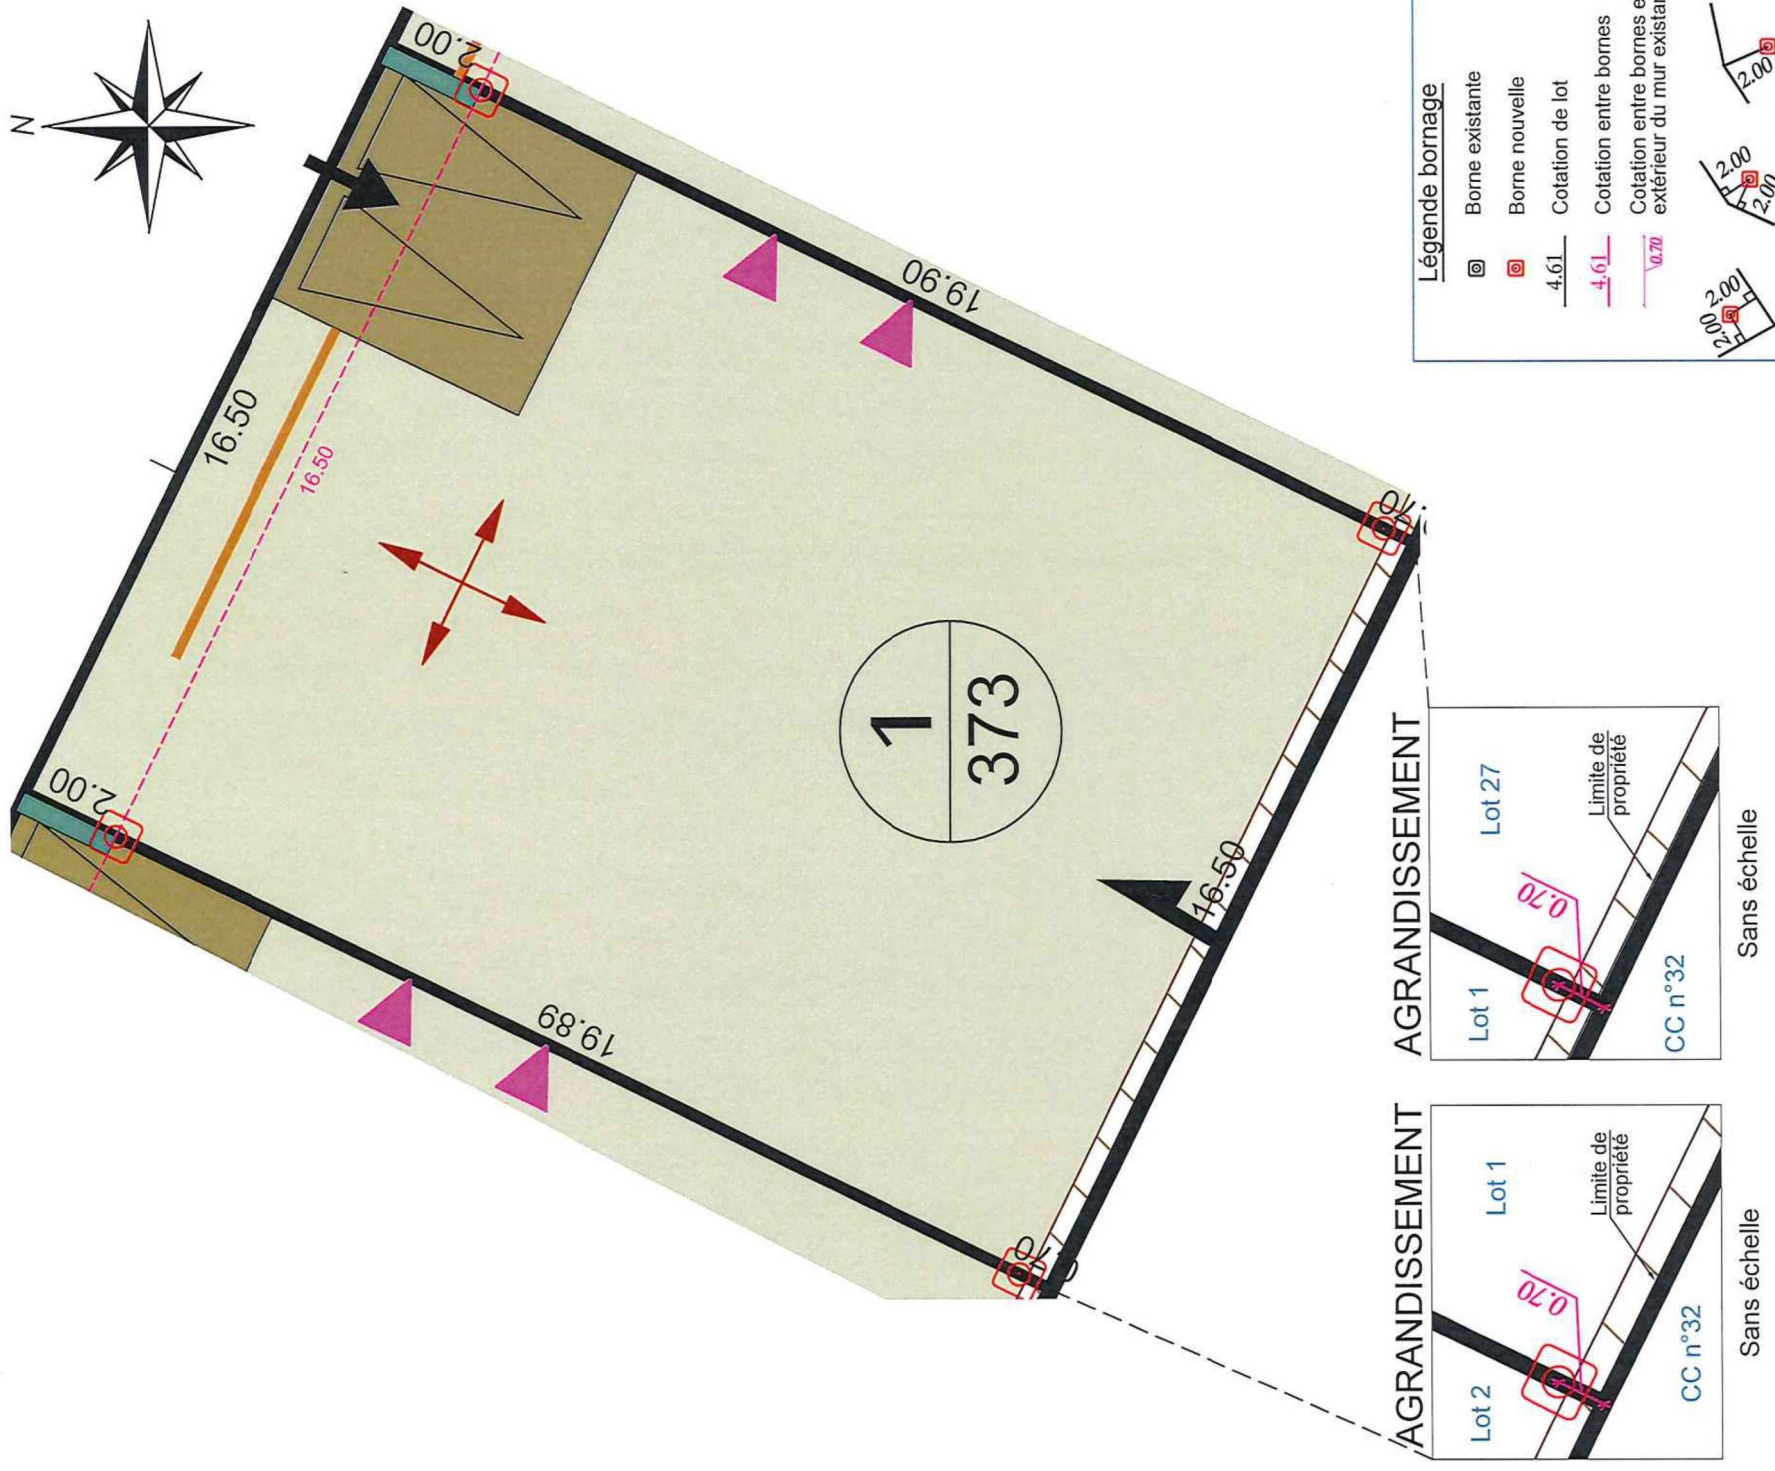 N
2.00
16.50
16.50
2.00
19.90
19.89
1
373
16.50
0.70
Légende bornage
Borne existante
Borne nouvelle
4.61 Cotation de lot
4.61 Cotation entre bornes
0.70 Cotation entre bornes e
extérieur du mur existan
2.00
2.00
2.00
2.00
2.00
AGRANDISSEMENT
Lot 2
Lot 1
0.70
Limite de
propriété
CC n°32
Sans échelle
AGRANDISSEMENT
Lot 1
Lot 27
0.70
Limite de
propriété
CC n°32
Sans échelle